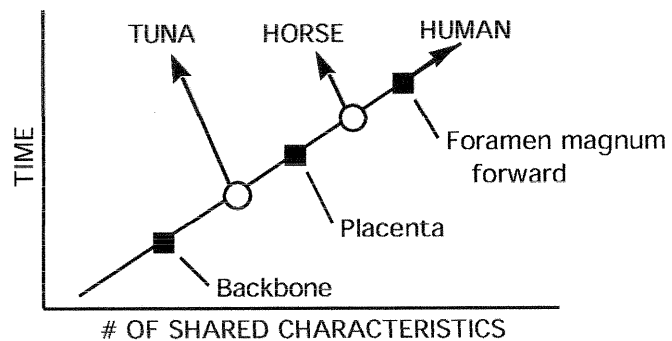 TUNA
HORSE
HUMAN
Foramen magnum
forward
Placenta
Backbone
TIME
# OF SHARED CHARACTERISTICS